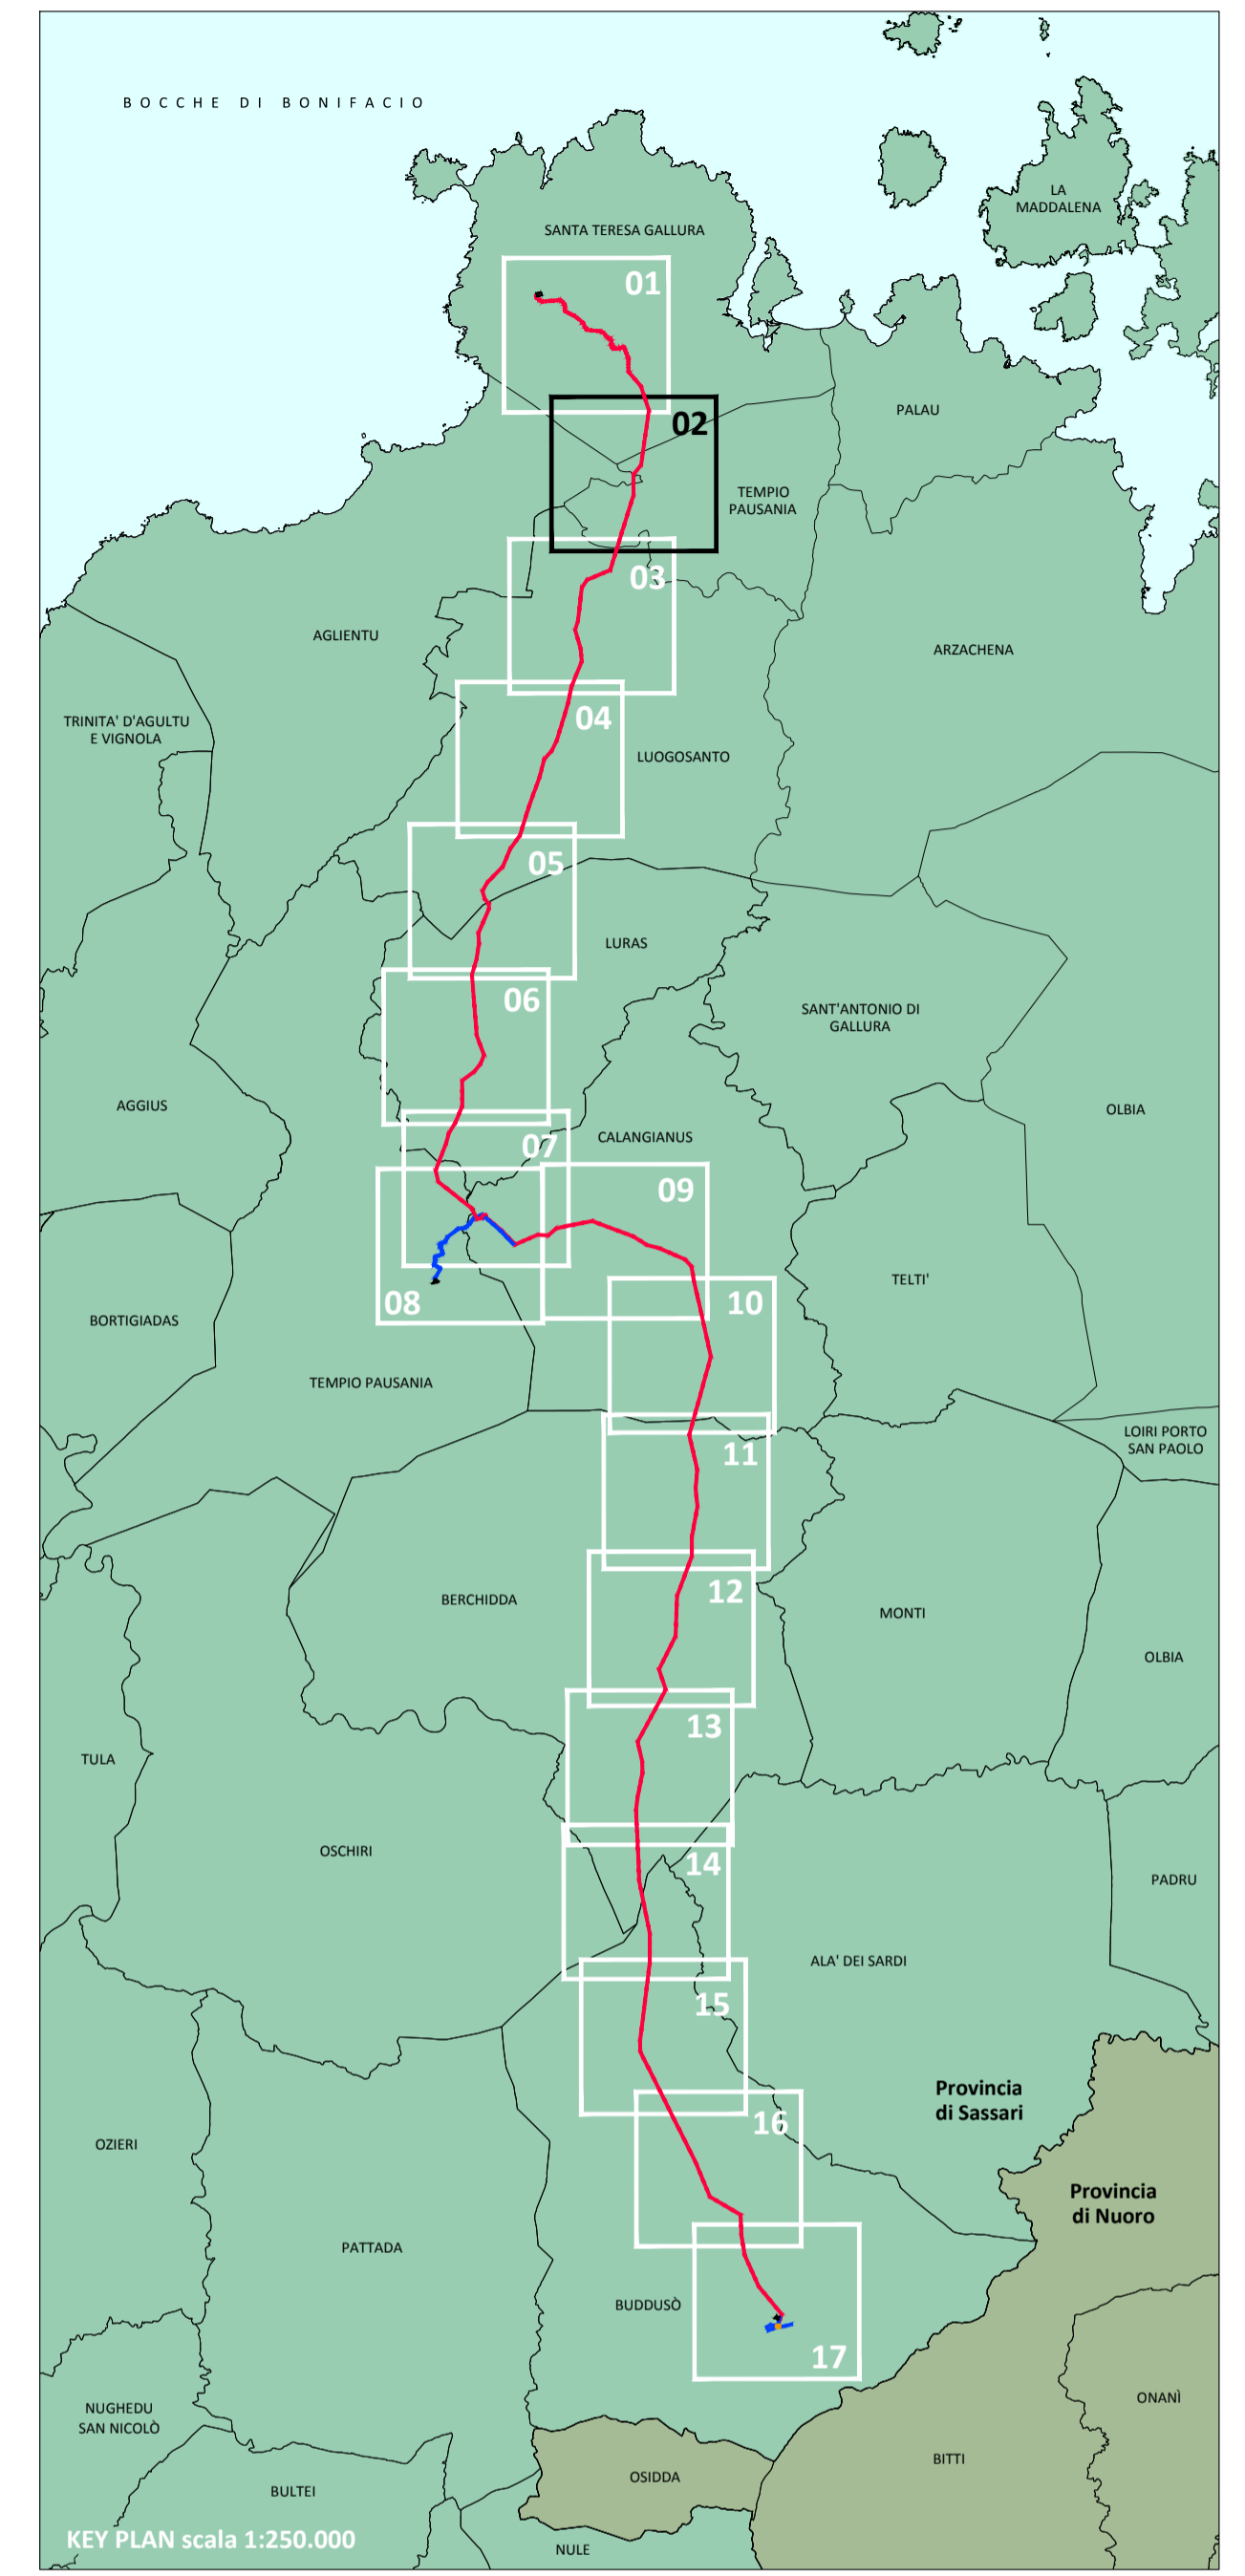 BOCCHE DI BONIFACIO
LA
MADDALENA
SANTA TERESA GALLURA
01
PALAU
02
TEMPIO
PAUSANIA
03
AGLIENTU
ARZACHENA
TRINITA' D'AGULTU
E VIGNOLA
04
LUOGOSANTO
05
LURAS
06
SANT'ANTONIO DI
GALLURA
AGGIUS
OLBIA
CALANGIANUS
07
09
TELTI'
08
10
BORTIGIADAS
TEMPIO PAUSANIA
LOIRI PORTO
SAN PAOLO
11
12
BERCHIDDA
MONTI
OLBIA
13
TULA
OSCHIRI
14
PADRU
ALA' DEI SARDI
15
Provincia
di Sassari
16
OZIERI
Provincia
di Nuoro
PATTADA
BUDDUSÒ
17
ONANÌ
NUGHEDU
SAN NICOLÒ
BITTI
OSIDDA
BULTEI
KEY PLAN scala 1:250.000
NULE